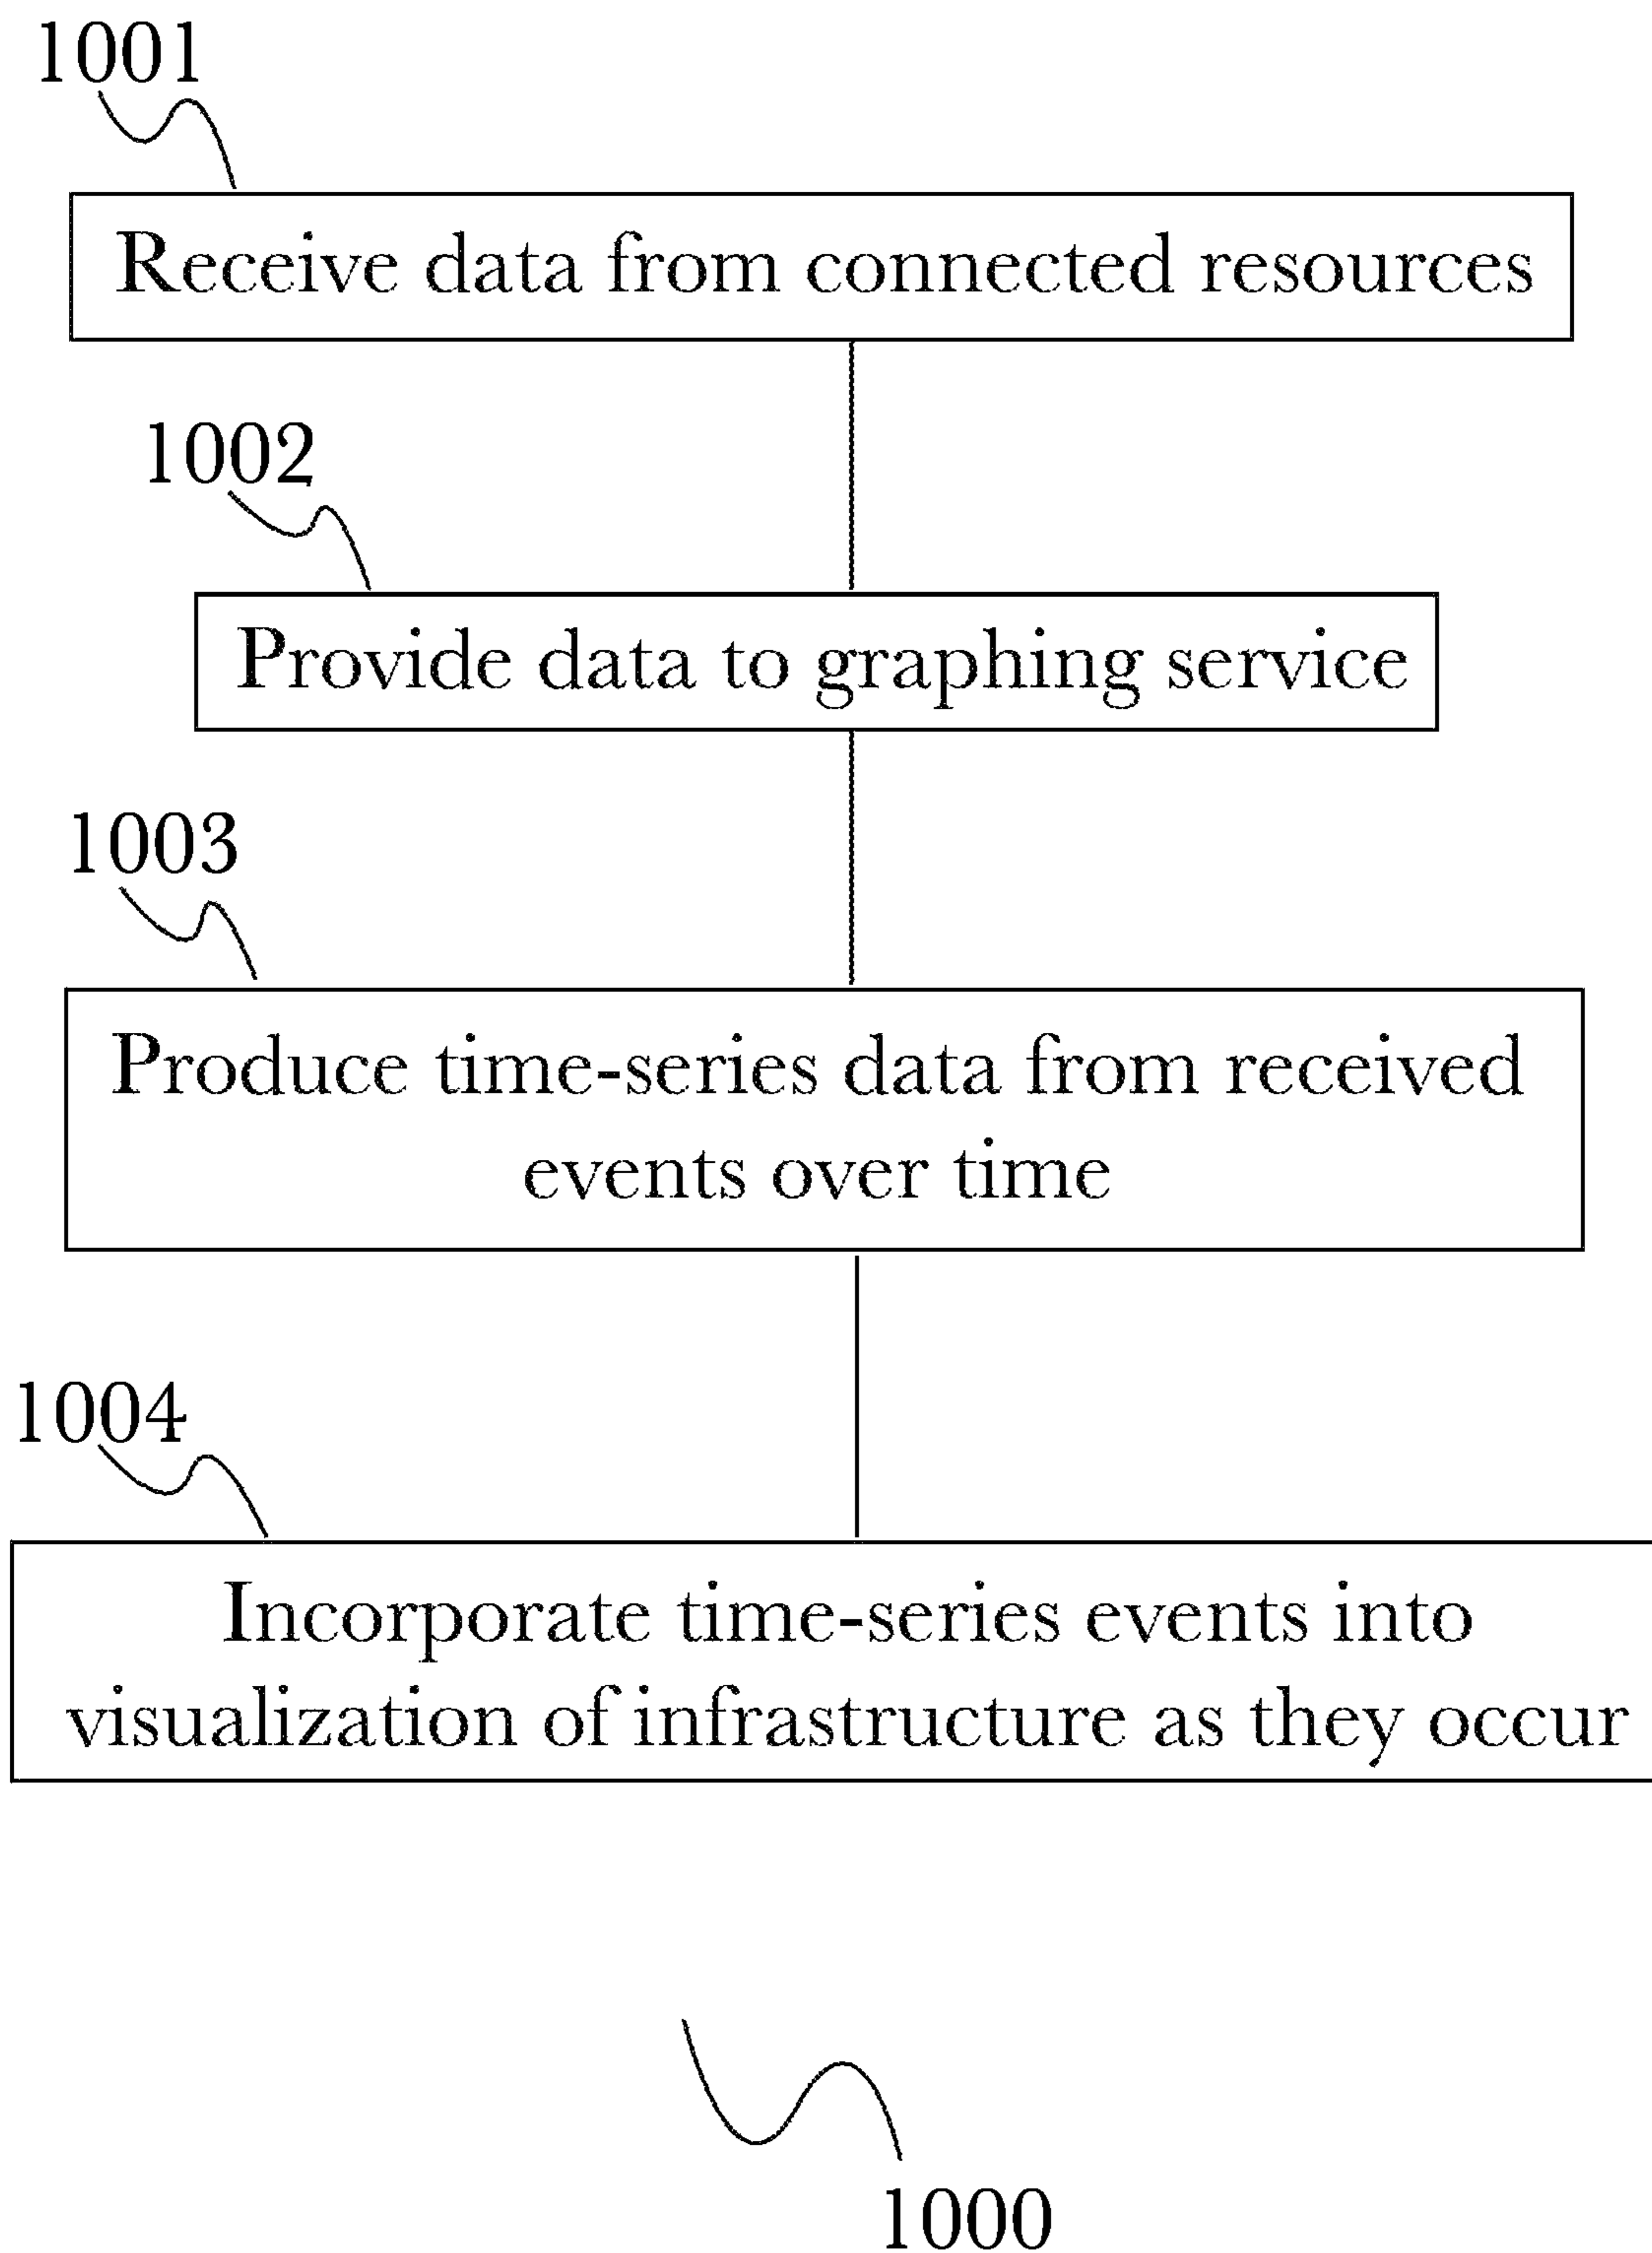 1001
Receive data from connected resources
1002
Provide data to graphing service
1003
Produce time-series data from received
events over time
1004
Incorporate time-series events into
visualization of infrastructure as they occur
1000